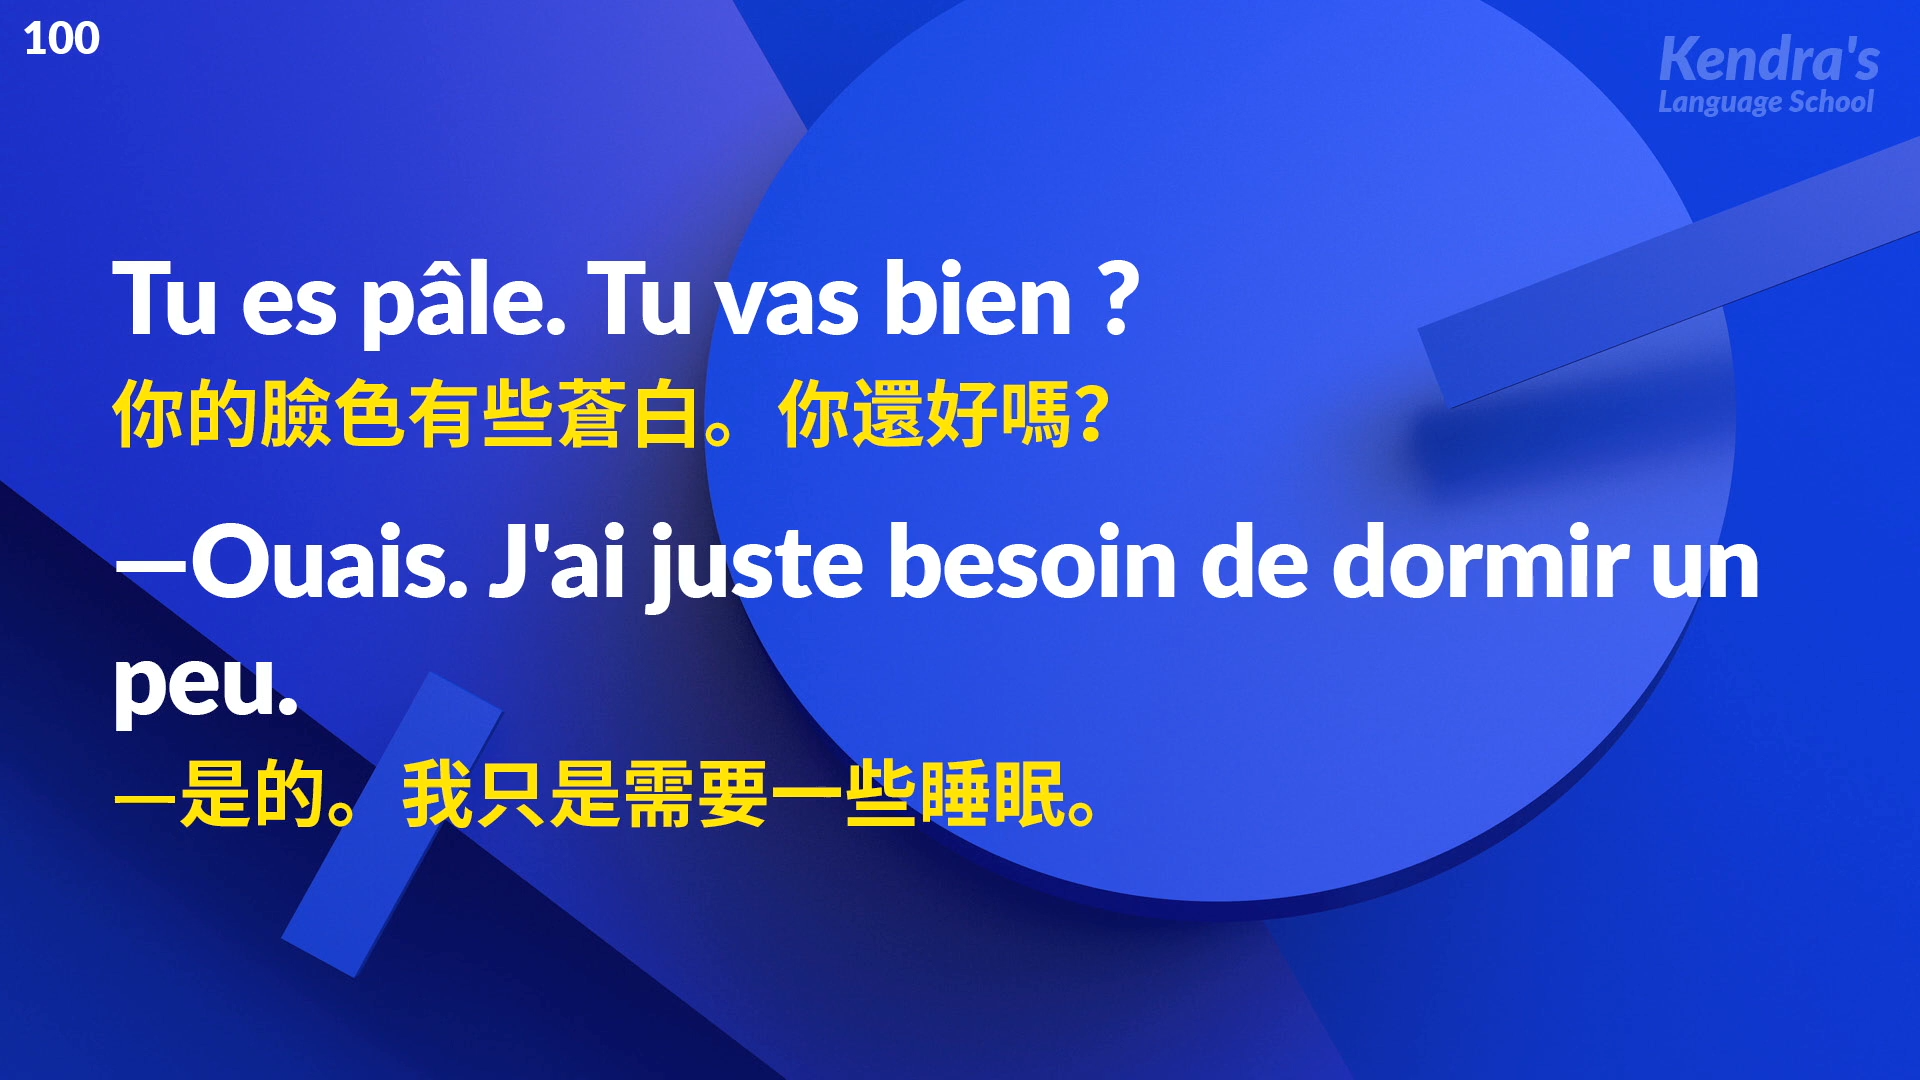 100
Kendra's
Language School
Tu es pâle. Tu vas bien ?
你的臉色有些蒼白。你還好嗎？
—Ouais. J'ai juste besoin de dormir un
peu.
—是的。我只是需要一些睡眠。